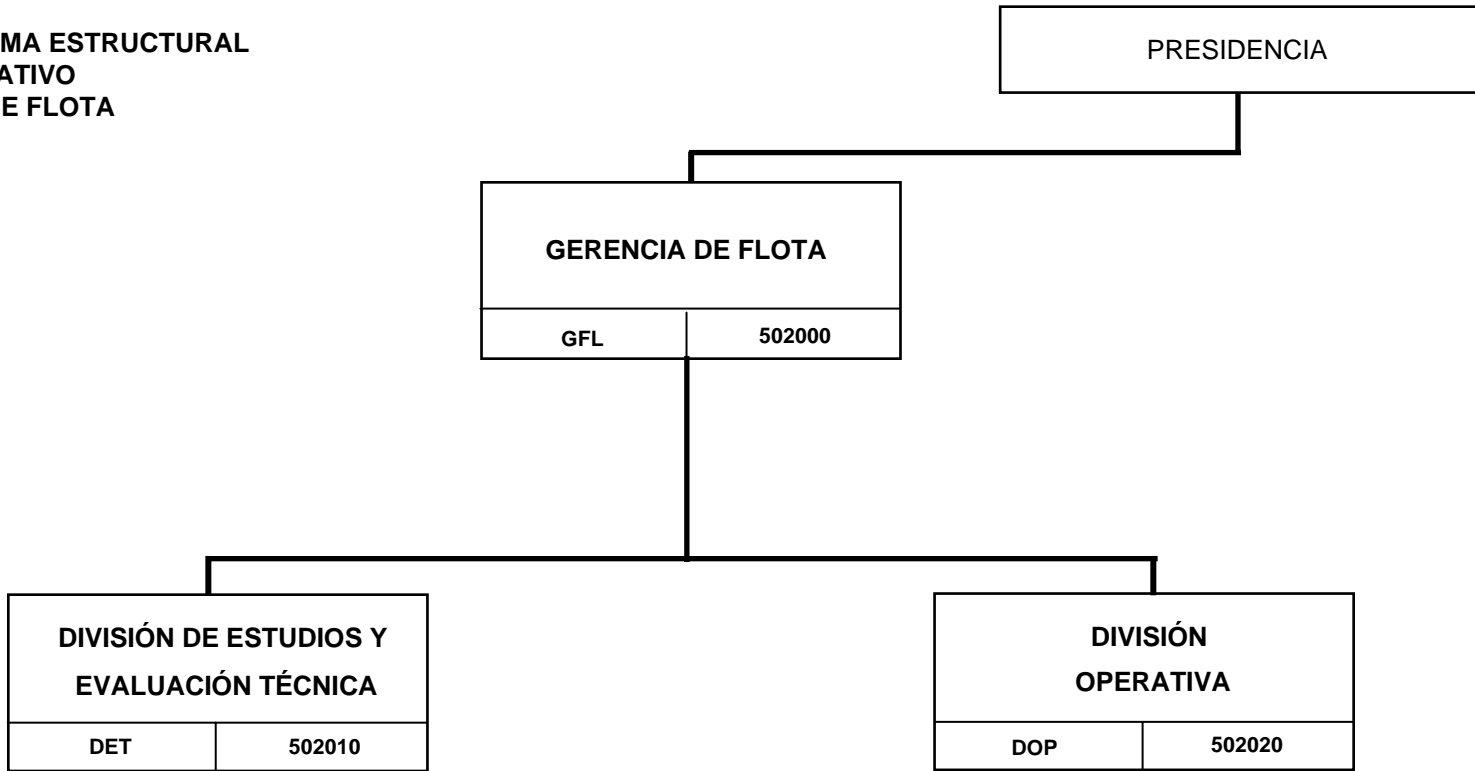 MA ESTRUCTURAL
ATIVO
E FLOTA
PRESIDENCIA
GERENCIA DE FLOTA
GFL 502000
DIVISIÓN DE ESTUDIOS Y
EVALUACIÓN TÉCNICA
DET 502010
DIVISIÓN
OPERATIVA
DOP 502020